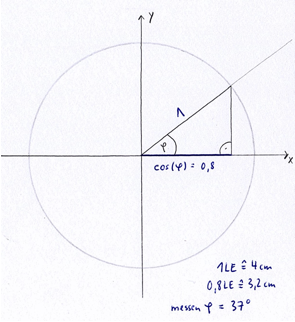 y
1
φ
x
cos(φ) = 0,8
1LE ≙ 4cm
0,8LE ≙ 3,2cm
messen φ = 37°